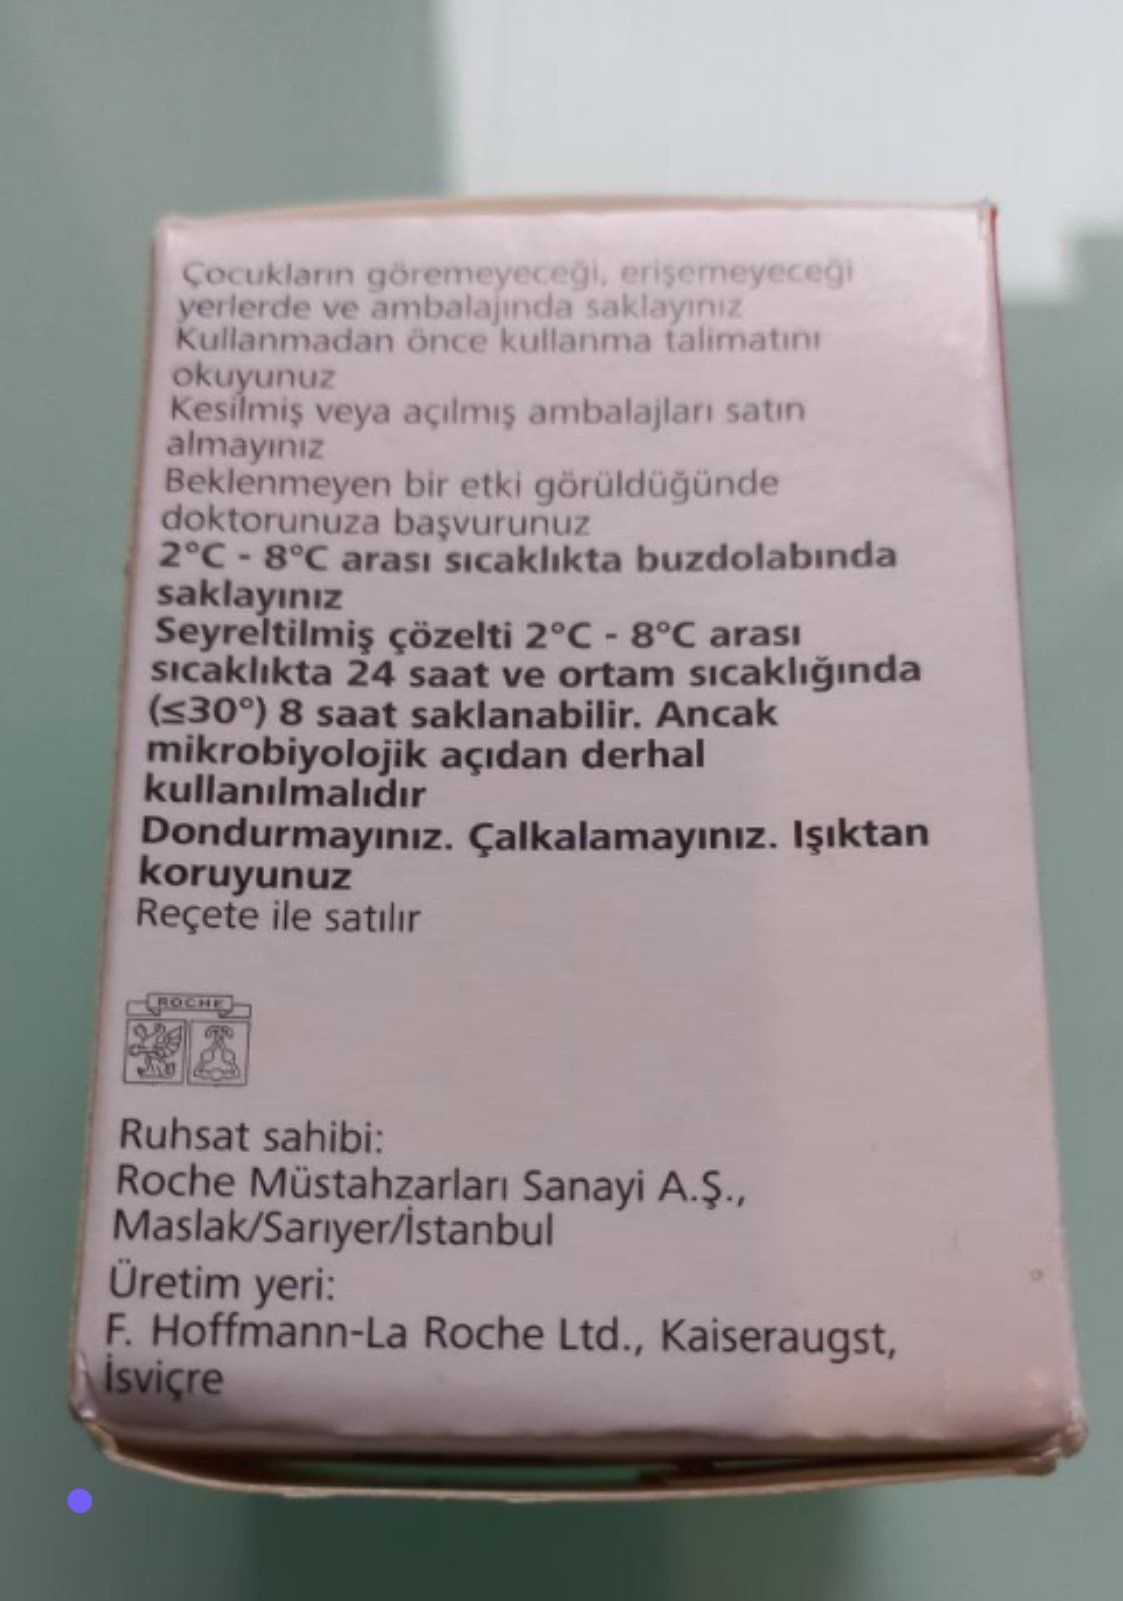 Çocukların göremeyeceği, erişemeyeceği
yerlerde ve ambalajında saklayınız
Kullanmadan önce kullanma talimatını
okuyunuz
Kesilmiş veya açılmış ambalajları satın
almayınız
Beklenmeyen bir etki görüldüğünde
doktorunuza başvurunuz
2°C - 8°C arası sıcaklıkta buzdolabında
saklayınız
Seyreltilmiş çözelti 2°C - 8°C arası
sıcaklıkta 24 saat ve ortam sıcaklığında
(≤30°) 8 saat saklanabilir. Ancak
mikrobiyolojik açıdan derhal
kullanılmalıdır
Dondurmayınız. Çalkalamayınız. Işıktan
koruyunuz
Reçete ile satılır
ROCHE
Ruhsat sahibi:
Roche Müstahzarları Sanayi A.Ş.,
Maslak/Sarıyer/İstanbul
Üretim yeri:
F. Hoffmann-La Roche Ltd., Kaiseraugst,
İsviçre